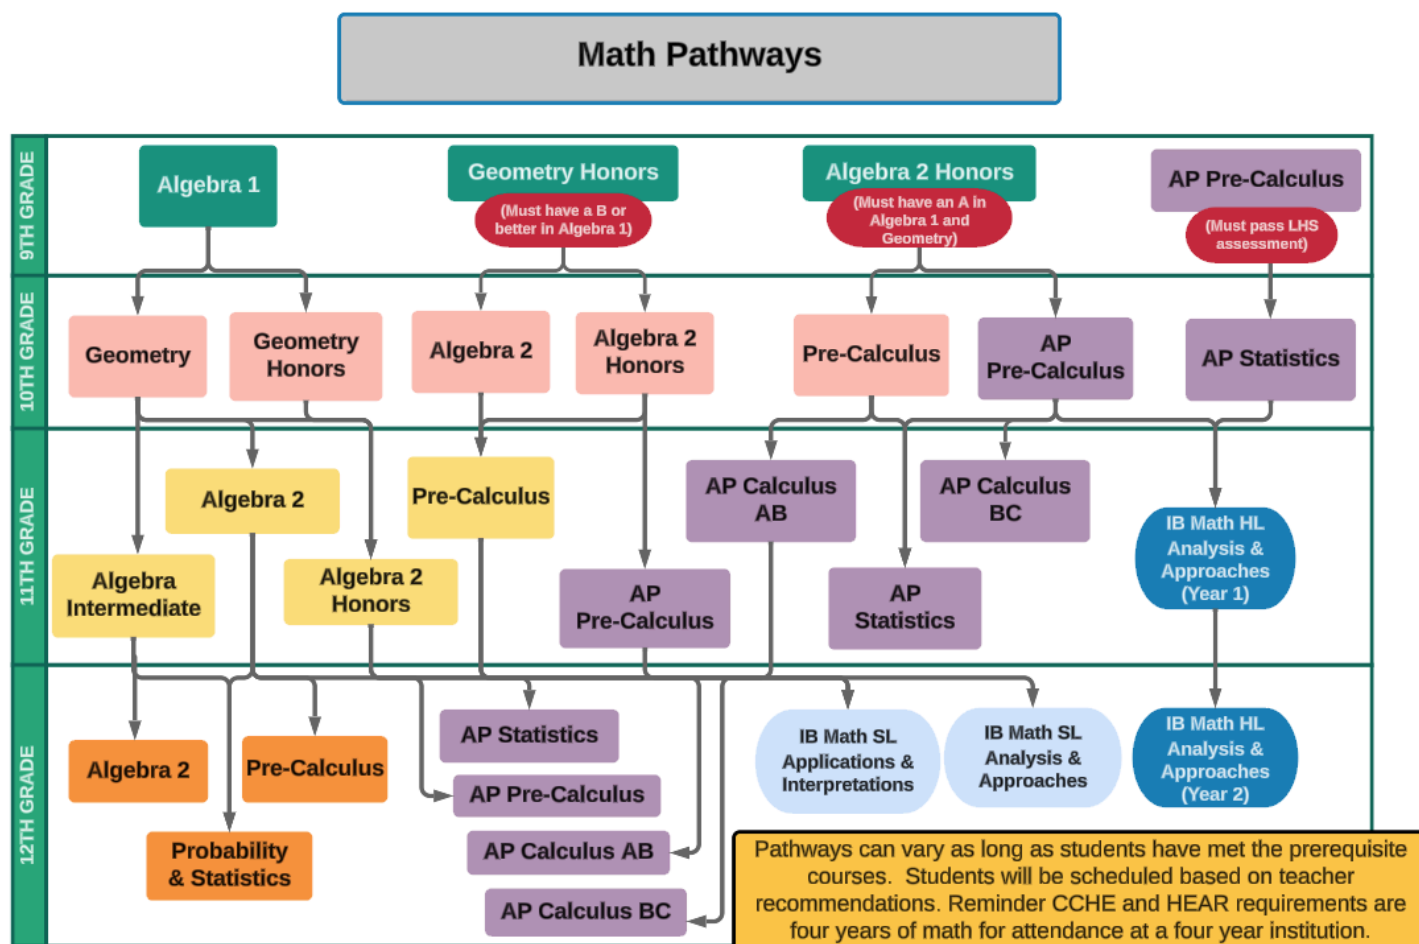 Math Pathways
9TH GRADE
Algebra 1
Geometry Honors
(Must have a B or
better in Algebra 1)
Algebra 2 Honors
(Must have an A in
Algebra 1 and
Geometry)
AP Pre-Calculus
(Must pass LHS
assessment)
10TH GRADE
Geometry
Geometry
Honors
Algebra 2
Algebra 2
Honors
Pre-Calculus
AP
Pre-Calculus
AP Statistics
11TH GRADE
Algebra 2
Algebra
Intermediate
Algebra 2
Honors
Pre-Calculus
AP
Pre-Calculus
AP Calculus
AB
AP
Statistics
AP Calculus
BC
IB Math HL
Analysis &
Approaches
(Year 1)
12TH GRADE
Algebra 2
Probability
& Statistics
Pre-Calculus
AP Statistics
AP Pre-Calculus
AP Calculus AB
AP Calculus BC
IB Math SL
Applications &
Interpretations
IB Math SL
Analysis &
Approaches
IB Math HL
Analysis &
Approaches
(Year 2)
Pathways can vary as long as students have met the prerequisite
courses.  Students will be scheduled based on teacher
recommendations. Reminder CCHE and HEAR requirements are
four years of math for attendance at a four year institution.